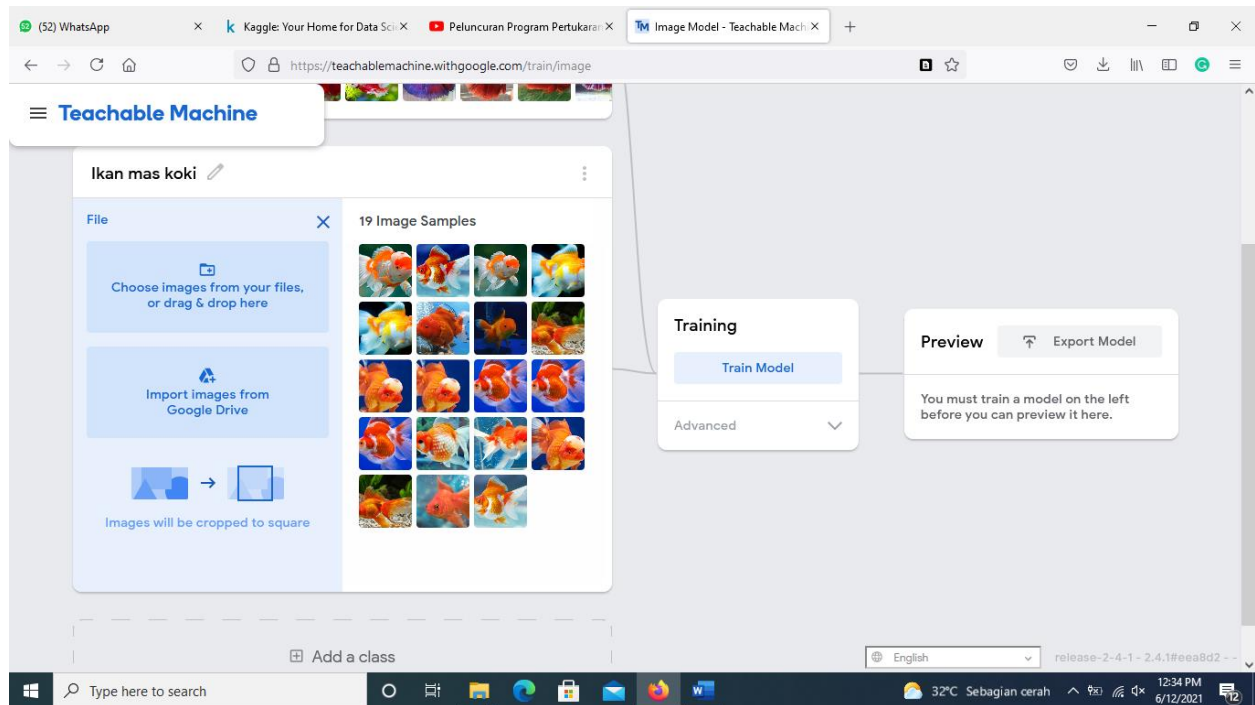 (52) WhatsApp
Kaggle: Your Home for Data Sci
Peluncuran Program Pertukaran
Image Model - Teachable Mach
https://teachablemachine.withgoogle.com/train/image
Teachable Machine
Ikan mas koki
File
19 Image Samples
Choose images from your files,
or drag & drop here
Import images from
Google Drive
Images will be cropped to square
Training
Train Model
Advanced
Preview
Export Model
You must train a model on the left
before you can preview it here.
Add a class
English
release-2-4-1 - 2.4.1#eea8d2 - -
Type here to search
32°C Sebagian cerah
12:34 PM
6/12/2021
12